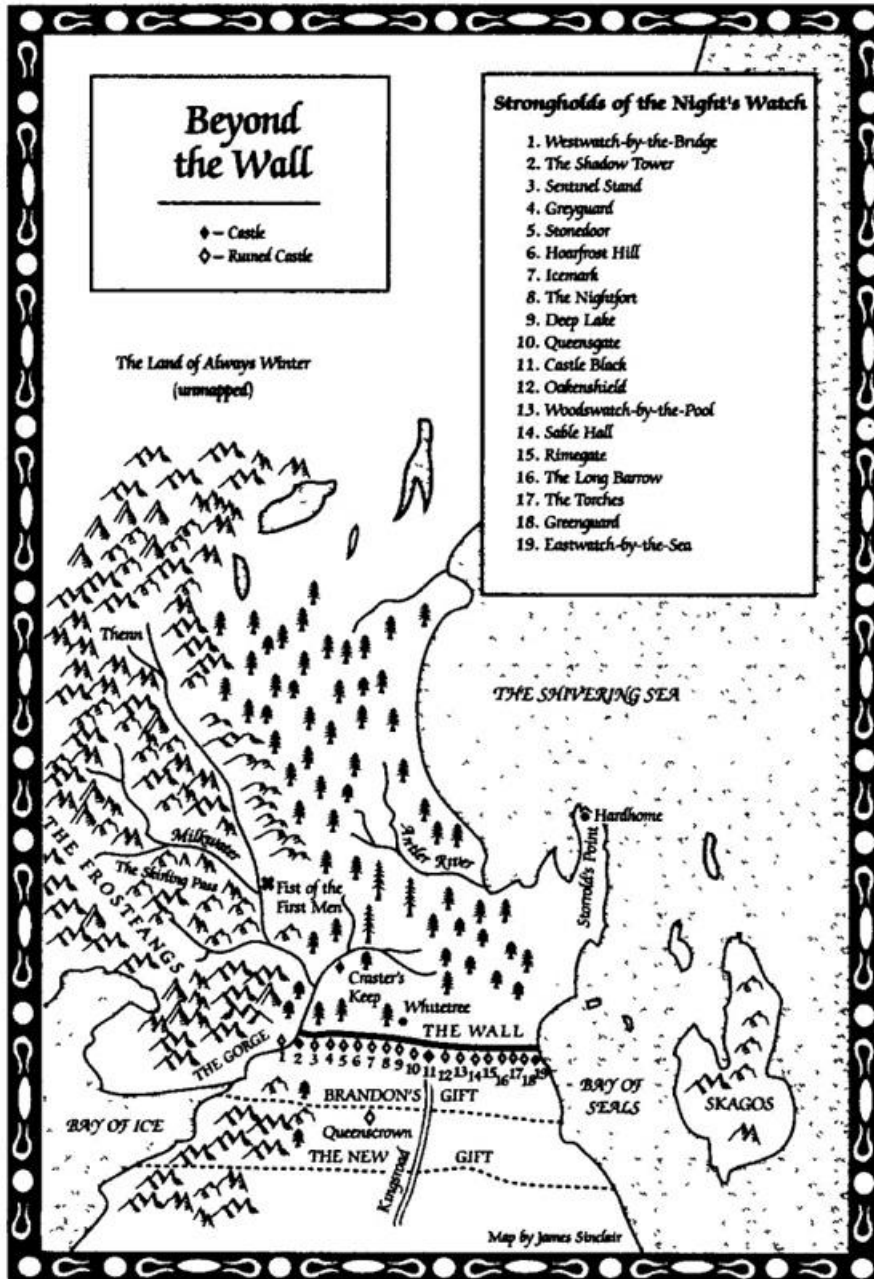 Beyond
the Wall
♦ – Castle
◊ – Ruined Castle
Strongholds of the Night's Watch
1. Westwatch-by-the-Bridge
2. The Shadow Tower
3. Sentinel Stand
4. Greyguard
5. Stonedoor
6. Hoarfrost Hill
7. Icemark
8. The Nightfort
9. Deep Lake
10. Queensgate
11. Castle Black
12. Oakenshield
13. Woodswatch-by-the-Pool
14. Sable Hall
15. Rimegate
16. The Long Barrow
17. The Torches
18. Greenguard
19. Eastwatch-by-the-Sea
The Land of Always Winter
(unmapped)
Thenn
THE SHIVERING SEA
Hardhome
Storrold's Point
Antler River
Milkwater
The Skirling Pass
THE FROSTFANGS
Fist of the
First Men
Craster's
Keep
Whitetree
THE WALL
THE GORGE
1 2 3 4 5 6 7 8 9 10 11 12 13 14 15 16 17 18 19
BAY OF ICE
BRANDON'S GIFT
Queenscrown
THE NEW GIFT
Kingsroad
BAY OF
SEALS
SKAGOS
Map by James Sinclair